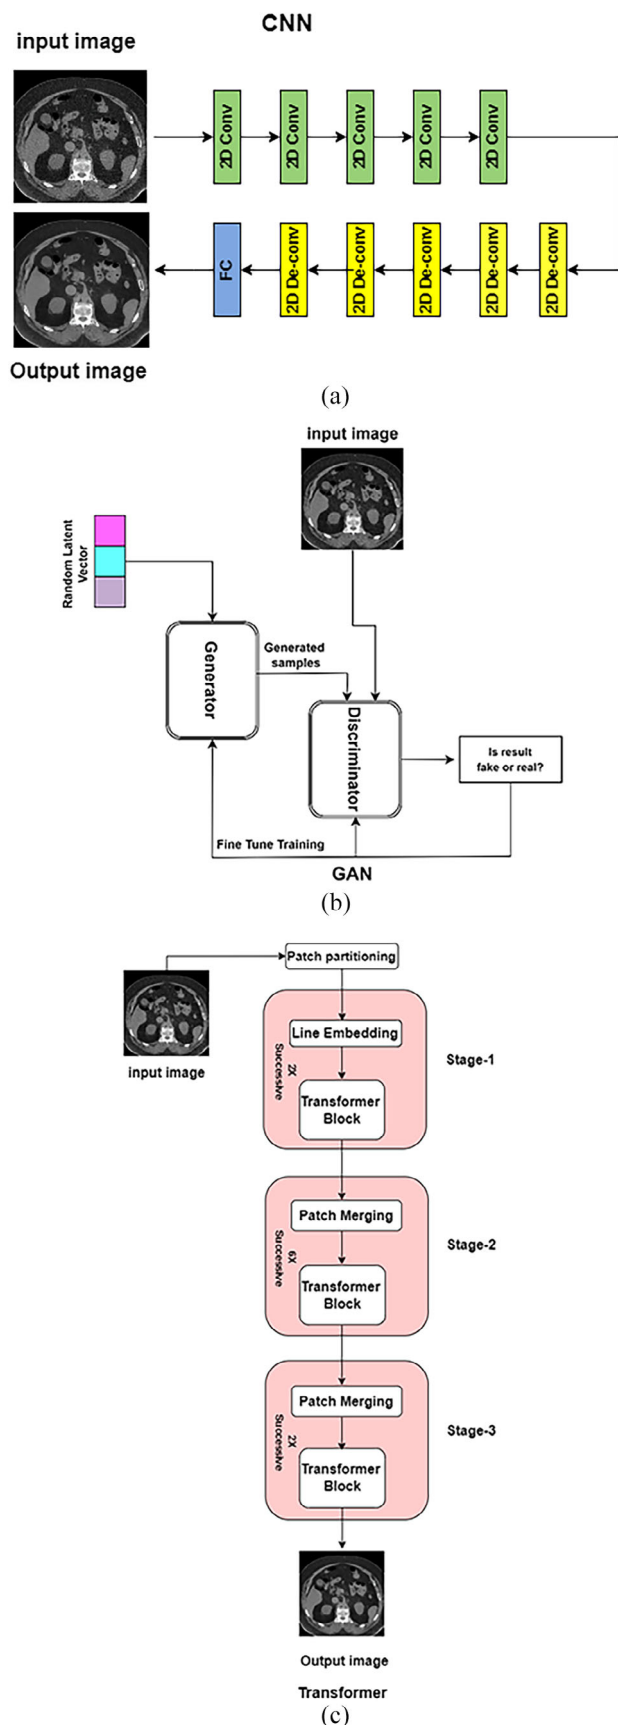 CNN
input image
2D Conv
2D Conv
2D Conv
2D Conv
2D Conv
FC
2D De-conv
2D De-conv
2D De-conv
2D De-conv
2D De-conv
Output image
(a)
input image
Random Latent
Vector
Generator
Generated
samples
Discriminator
Is result
fake or real?
Fine Tune Training
GAN
(b)
Patch partitioning
input image
Line Embedding
2X
Successive
Transformer
Block
Stage-1
Patch Merging
6X
Successive
Transformer
Block
Stage-2
Patch Merging
2X
Successive
Transformer
Block
Stage-3
Output image
Transformer
(c)